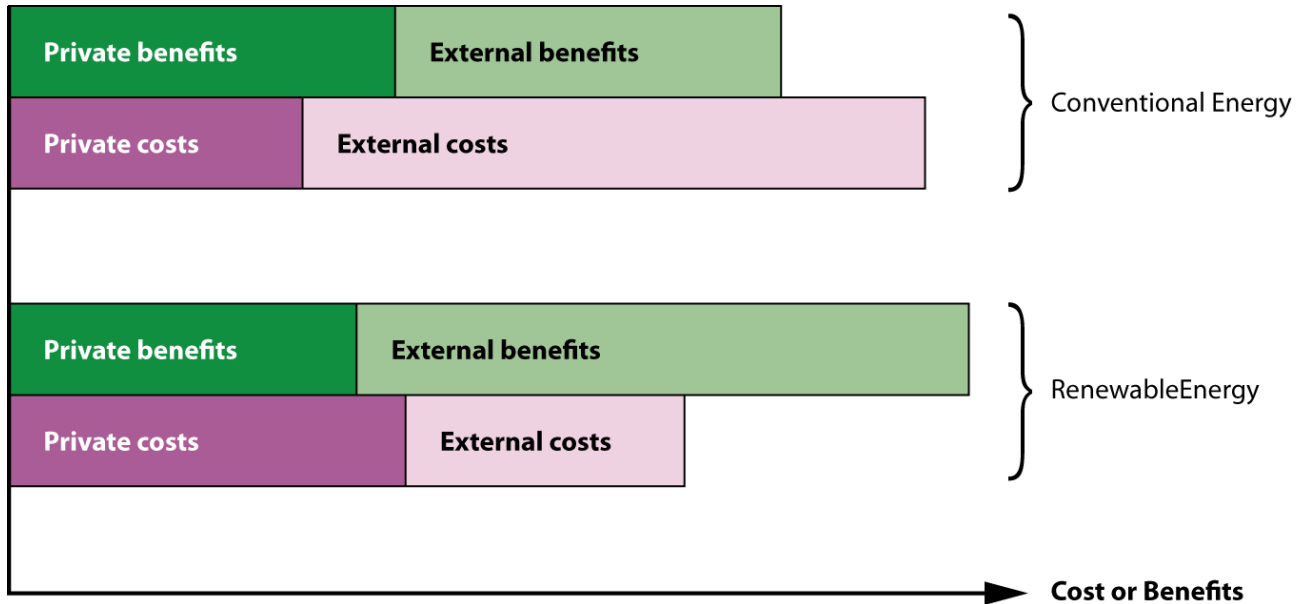 Private benefits
External benefits
Private costs
External costs
Conventional Energy
Private benefits
External benefits
Private costs
External costs
RenewableEnergy
Cost or Benefits